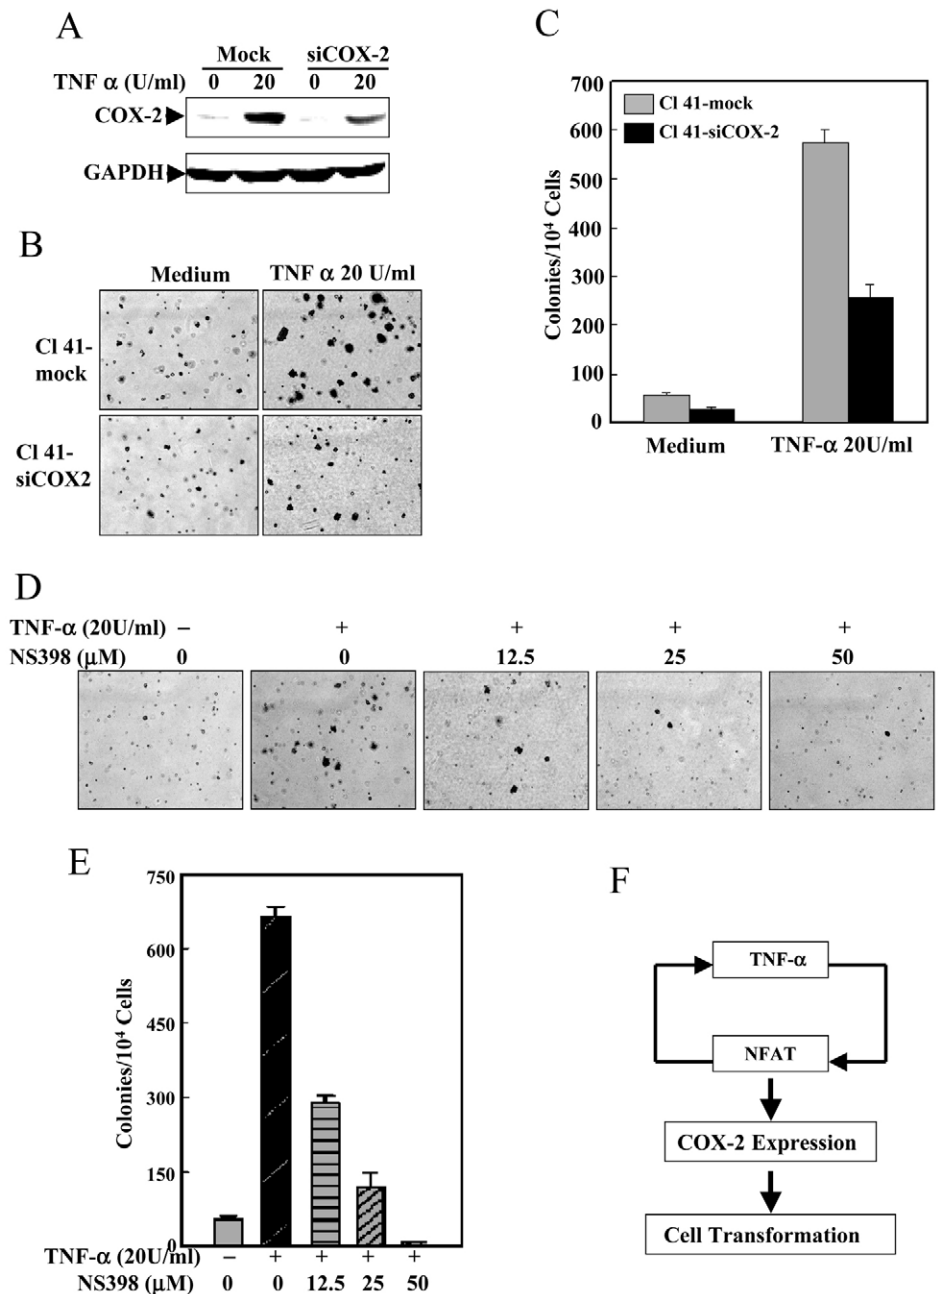 A
Mock siCOX-2
TNF α (U/ml) 0 20 0 20
COX-2
GAPDH
B
Medium TNF α 20 U/ml
Cl 41-
mock
Cl 41-
siCOX2
C
700
600
500
400
300
200
100
0
Colonies/10⁴ Cells
Cl 41-mock
Cl 41-siCOX-2
Medium TNF-α 20U/ml
D
TNF-α (20U/ml) – + + + +
NS398 (μM) 0 0 12.5 25 50
E
750
600
450
300
150
0
Colonies/10⁴ Cells
TNF-α (20U/ml) – + + + +
NS398 (μM) 0 0 12.5 25 50
F
TNF-α
NFAT
COX-2 Expression
Cell Transformation